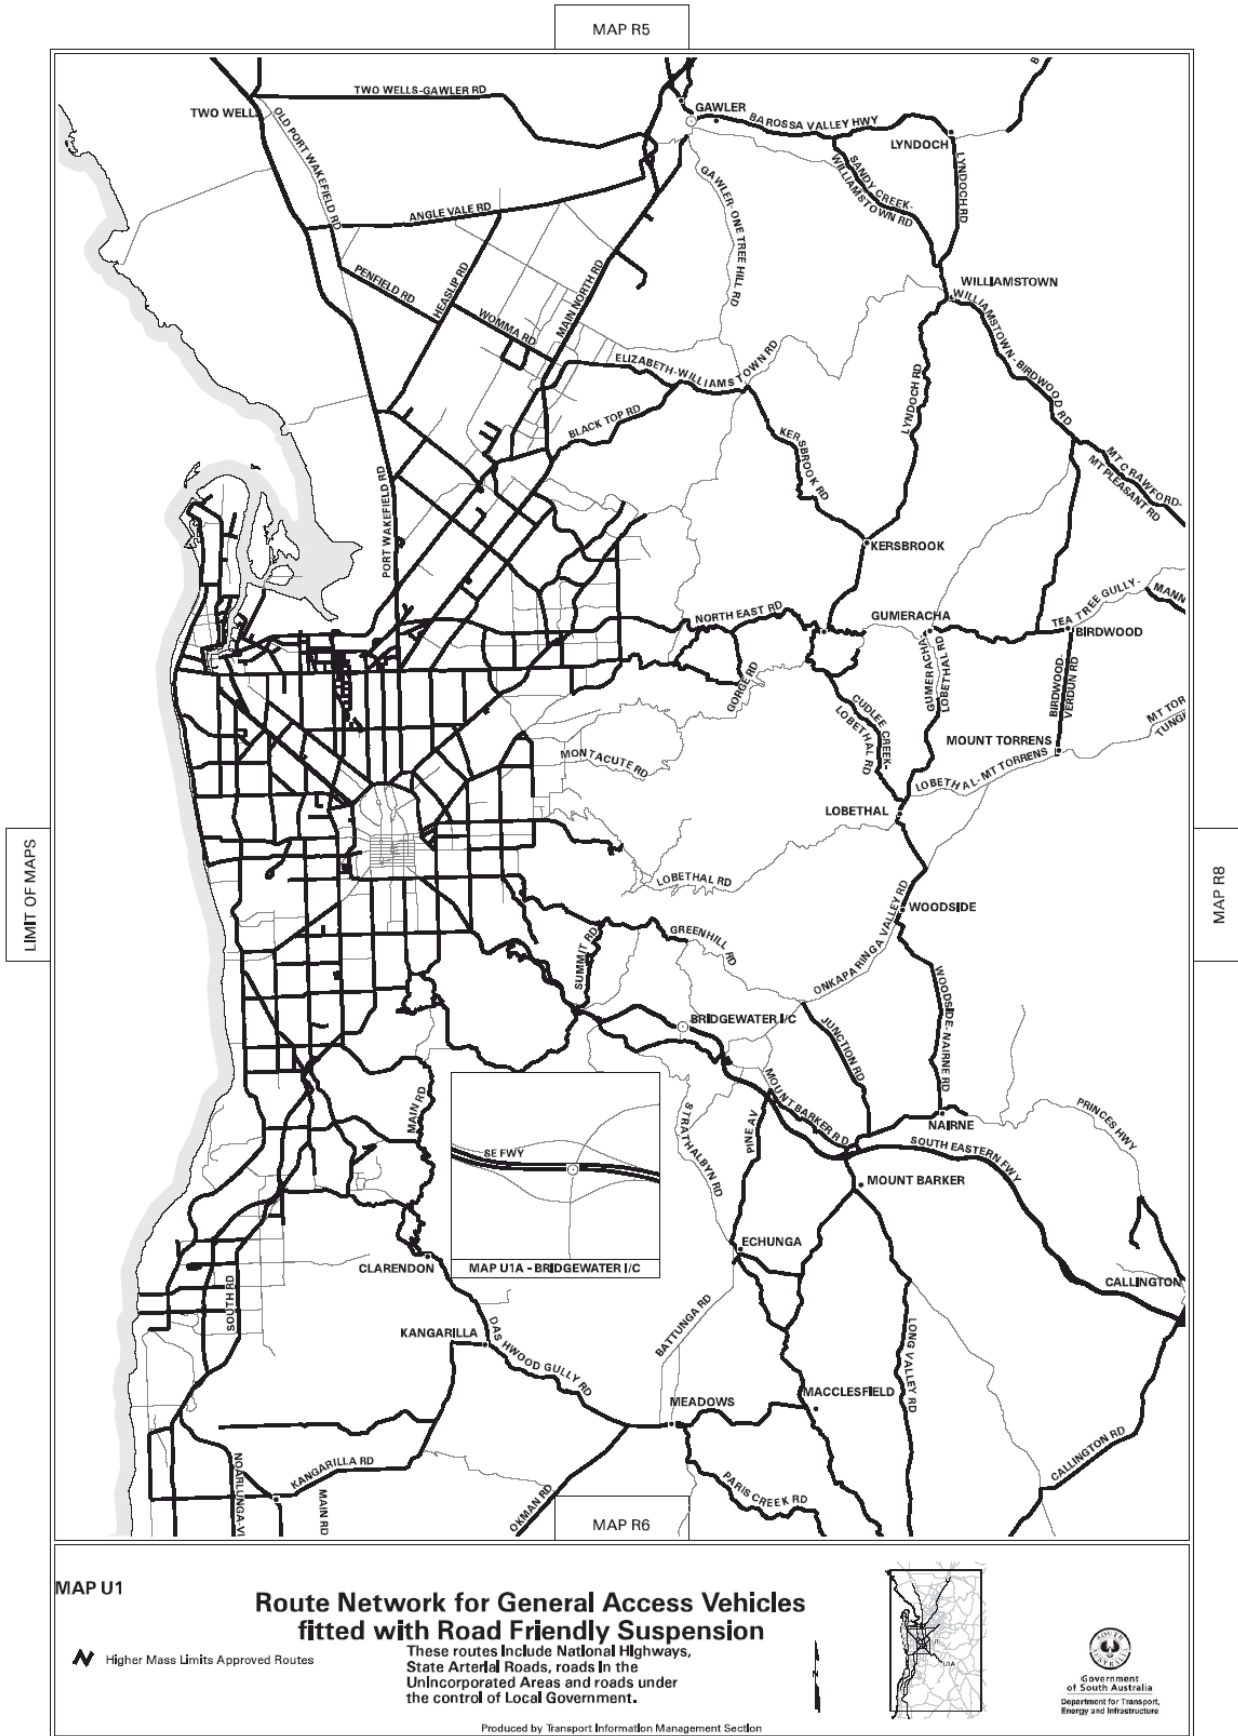 MAP R5
TWO WELLS-GAWLER RD
TWO WELLS
OLD PORT WAKEFIELD RD
GAWLER
BAROSSA VALLEY HWY
LYNDOCH
LYNDOCH RD
SANDY CREEK-
WILLIAMSTOWN RD
GAWLER-ONE TREE HILL RD
ANGLE VALE RD
PENFIELD RD
HEASLIP RD
WOMMA RD
MAIN NORTH RD
WILLIAMSTOWN
WILLIAMSTOWN - BIRDWOOD RD
ELIZABETH-WILLIAMSTOWN RD
LYNDOCH RD
BLACK TOP RD
KERSBROOK RD
MT CRAWFORD-
MT PLEASANT RD
PORT WAKEFIELD RD
KERSBROOK
TEA TREE GULLY-
MANN
NORTH EAST RD
GUMERACHA
BIRDWOOD
GORGE RD
GUMERACHA-
LOBETHAL RD
BIRDWOOD-
VERDUN RD
CUDLEE CREEK-
LOBETHAL RD
MT TOR
TUNG
MOUNT TORRENS
MONTACUTE RD
LOBETHAL-MT TORRENS
LOBETHAL
LIMIT OF MAPS
MAP R8
LOBETHAL RD
WOODSIDE
ONKAPARINGA VALLEY RD
GREENHILL RD
SUMMIT RD
WOODSIDE-NAIRNE RD
BRIDGEWATER I/C
JUNCTION RD
MOUNT BARKER RD
MAIN RD
STRATHALBYN RD
PINE AV
NAIRNE
PRINCES HWY
SOUTH EASTERN FWY
SE FWY
MOUNT BARKER
MAP U1A - BRIDGEWATER I/C
ECHUNGA
CLARENDON
CALLINGTON
SOUTH RD
KANGARILLA
DASHWOOD GULLY RD
BATTUNGA RD
LONG VALLEY RD
MEADOWS
MACCLESFIELD
CALLINGTON RD
KANGARILLA RD
NOARLUNGA-VI
MAIN RD
OKMAN RD
PARIS CREEK RD
MAP R6
MAP U1
Route Network for General Access Vehicles
fitted with Road Friendly Suspension
Higher Mass Limits Approved Routes
These routes include National Highways,
State Arterial Roads, roads in the
Unincorporated Areas and roads under
the control of Local Government.
N
Government
of South Australia
Department for Transport,
Energy and Infrastructure
Produced by Transport Information Management Section